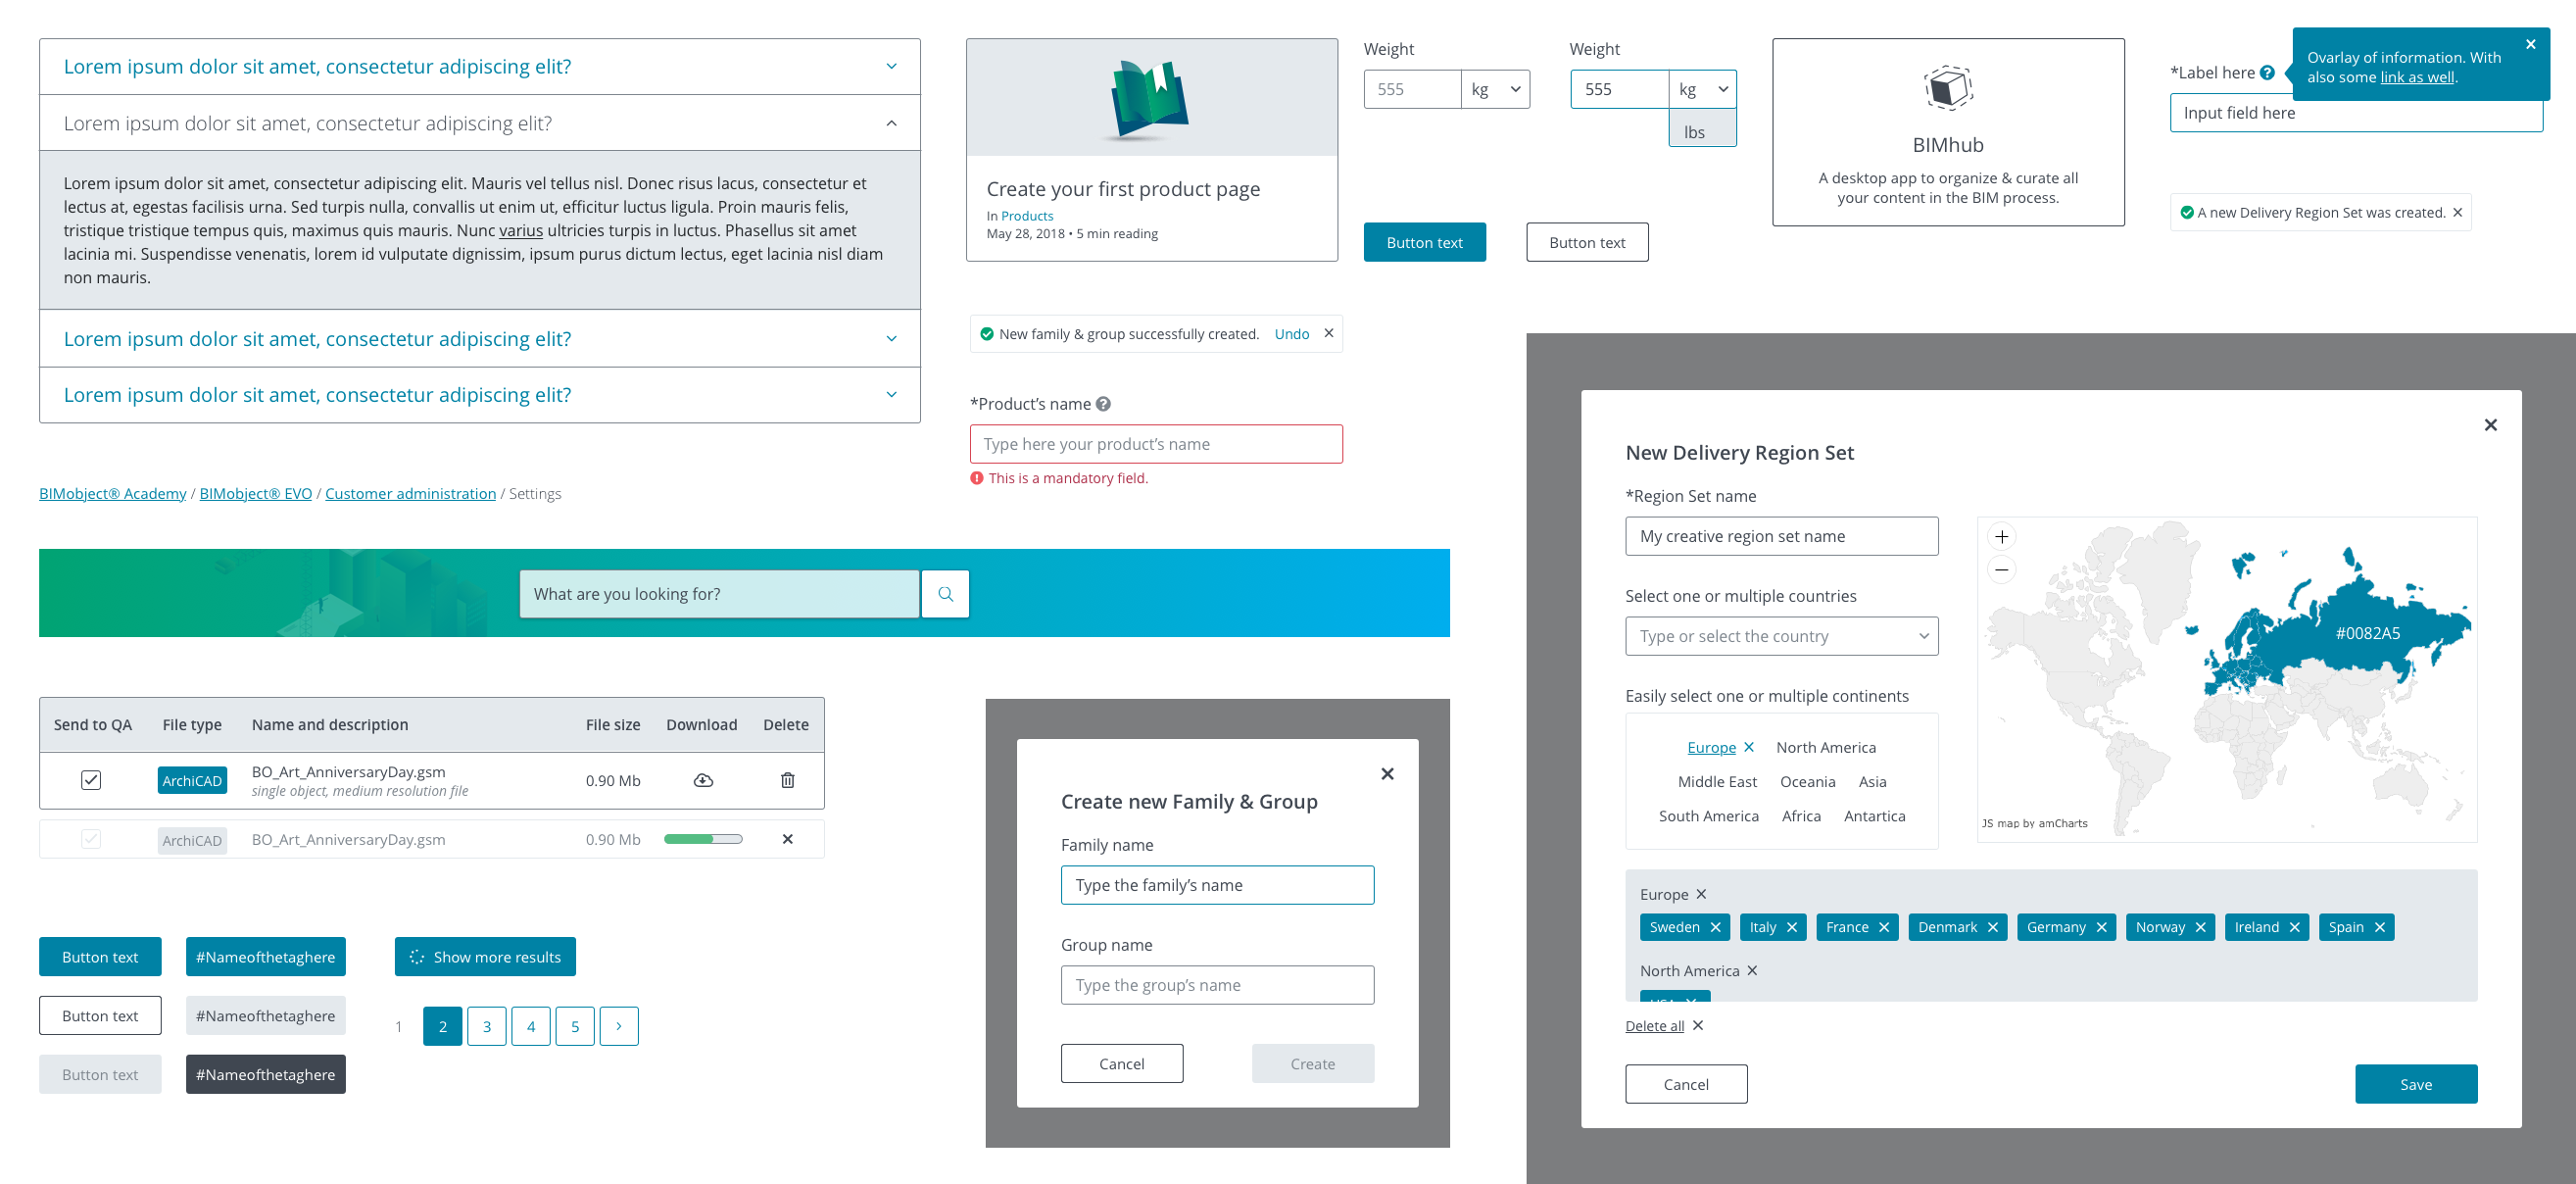 Lorem ipsum dolor sit amet, consectetur adipiscing elit?
Lorem ipsum dolor sit amet, consectetur adipiscing elit?
Lorem ipsum dolor sit amet, consectetur adipiscing elit. Mauris vel tellus nisl. Donec risus lacus, consectetur et
lectus at, egestas facilisis urna. Sed turpis nulla, convallis ut enim ut, efficitur luctus ligula. Proin mauris felis,
tristique tristique tempus quis, maximus quis mauris. Nunc varius ultricies turpis in luctus. Phasellus sit amet
lacinia mi. Suspendisse venenatis, lorem id vulputate dignissim, ipsum purus dictum lectus, eget lacinia nisl diam
non mauris.
Lorem ipsum dolor sit amet, consectetur adipiscing elit?
Lorem ipsum dolor sit amet, consectetur adipiscing elit?
Create your first product page
In Products
May 28, 2018 • 5 min reading
Weight
555 kg
Weight
555 kg
lbs
Button text
Button text
BIMhub
A desktop app to organize & curate all
your content in the BIM process.
*Label here
Ovarlay of information. With
also some link as well.
Input field here
A new Delivery Region Set was created.
New family & group successfully created. Undo
*Product's name
Type here your product's name
This is a mandatory field.
BIMobject® Academy / BIMobject® EVO / Customer administration / Settings
What are you looking for?
Send to QA File type Name and description File size Download Delete
ArchiCAD BO_Art_AnniversaryDay.gsm 0.90 Mb
single object, medium resolution file
ArchiCAD BO_Art_AnniversaryDay.gsm 0.90 Mb
Button text #Nameofthetaghere Show more results
Button text #Nameofthetaghere
1 2 3 4 5
Button text #Nameofthetaghere
Create new Family & Group
Family name
Type the family's name
Group name
Type the group's name
Cancel Create
New Delivery Region Set
*Region Set name
My creative region set name
Select one or multiple countries
Type or select the country
Easily select one or multiple continents
Europe North America
Middle East Oceania Asia
South America Africa Antartica
#0082A5
JS map by amCharts
Europe
Sweden Italy France Denmark Germany Norway Ireland Spain
North America
Delete all
Cancel Save